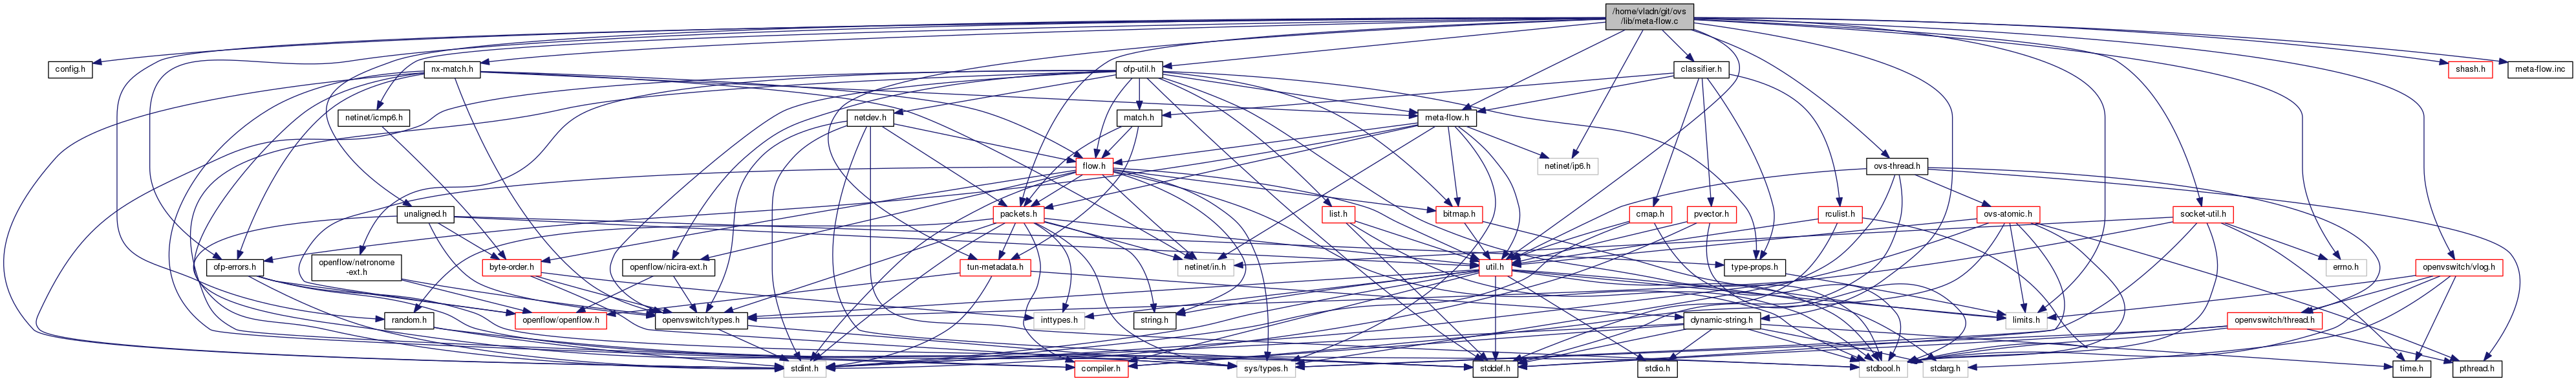 /home/vladn/git/ovs
/lib/meta-flow.c
config.h
nx-match.h
ofp-util.h
classifier.h
shash.h
meta-flow.inc
netinet/icmp6.h
netdev.h
match.h
meta-flow.h
flow.h
netinet/ip6.h
ovs-thread.h
unaligned.h
packets.h
list.h
bitmap.h
cmap.h
pvector.h
rculist.h
ovs-atomic.h
socket-util.h
ofp-errors.h
openflow/netronome
-ext.h
byte-order.h
openflow/nicira-ext.h
tun-metadata.h
netinet/in.h
util.h
type-props.h
errno.h
openvswitch/vlog.h
random.h
openflow/openflow.h
openvswitch/types.h
inttypes.h
string.h
dynamic-string.h
limits.h
openvswitch/thread.h
stdint.h
compiler.h
sys/types.h
stddef.h
stdio.h
stdbool.h
stdarg.h
time.h
pthread.h